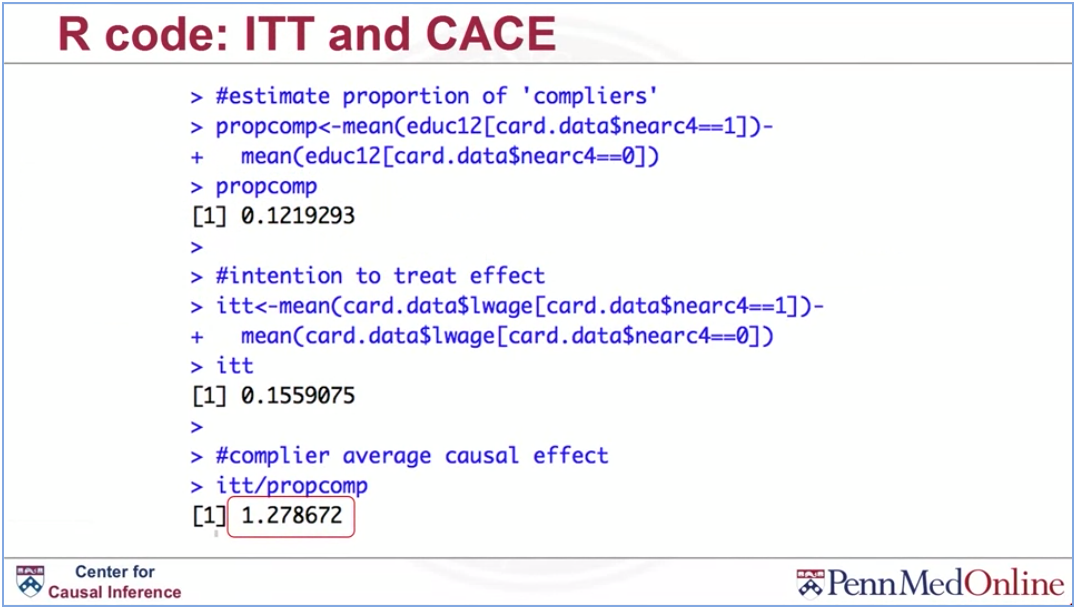 R code: ITT and CACE
> #estimate proportion of 'compliers'
> propcomp<-mean(educ12[card.data$nearc4==1])-
+   mean(educ12[card.data$nearc4==0])
> propcomp
[1] 0.1219293
>
> #intention to treat effect
> itt<-mean(card.data$lwage[card.data$nearc4==1])-
+   mean(card.data$lwage[card.data$nearc4==0])
> itt
[1] 0.1559075
>
> #complier average causal effect
> itt/propcomp
[1] 1.278672
Center for
Causal Inference
PennMedOnline